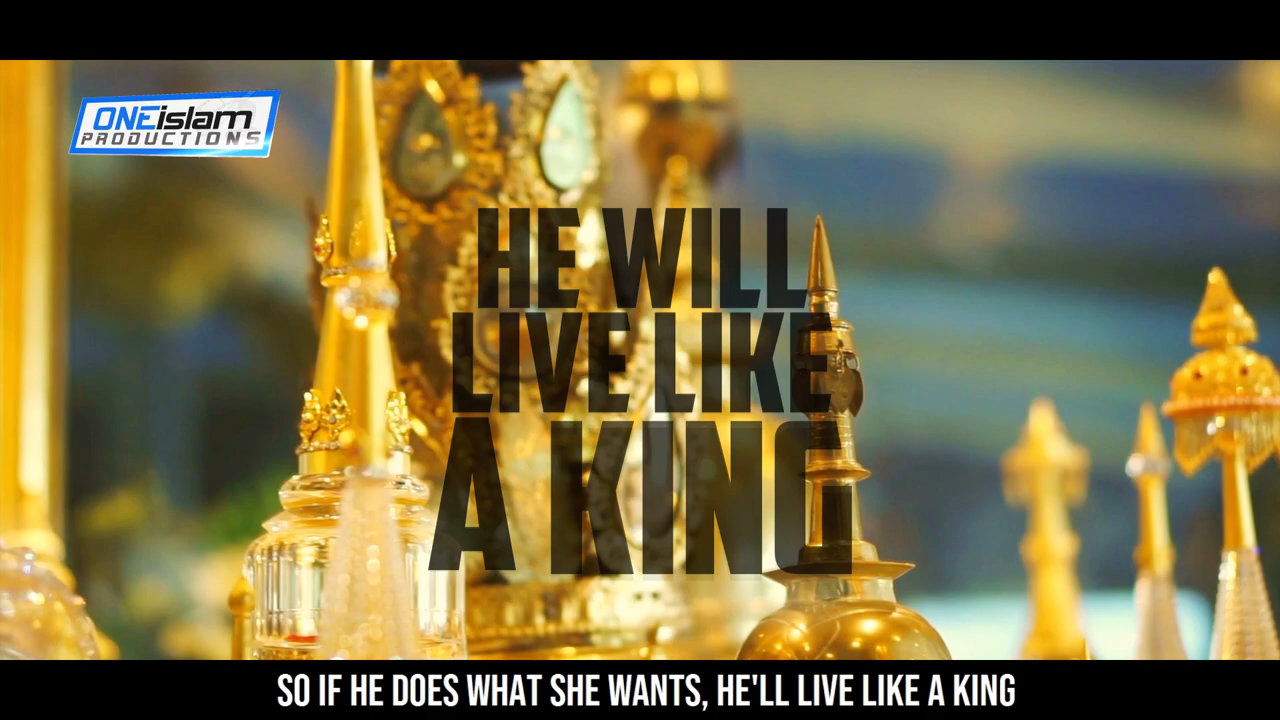 ONEislam
PRODUCTIONS
HE WILL
LIVE LIKE
A KING
SO IF HE DOES WHAT SHE WANTS, HE'LL LIVE LIKE A KING